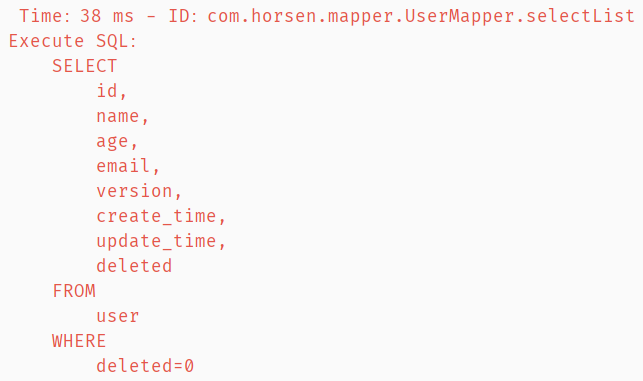 Time: 38 ms - ID: com.horsen.mapper.UserMapper.selectList
Execute SQL:
SELECT
id,
name,
age,
email,
version,
create_time,
update_time,
deleted
FROM
user
WHERE
deleted=0